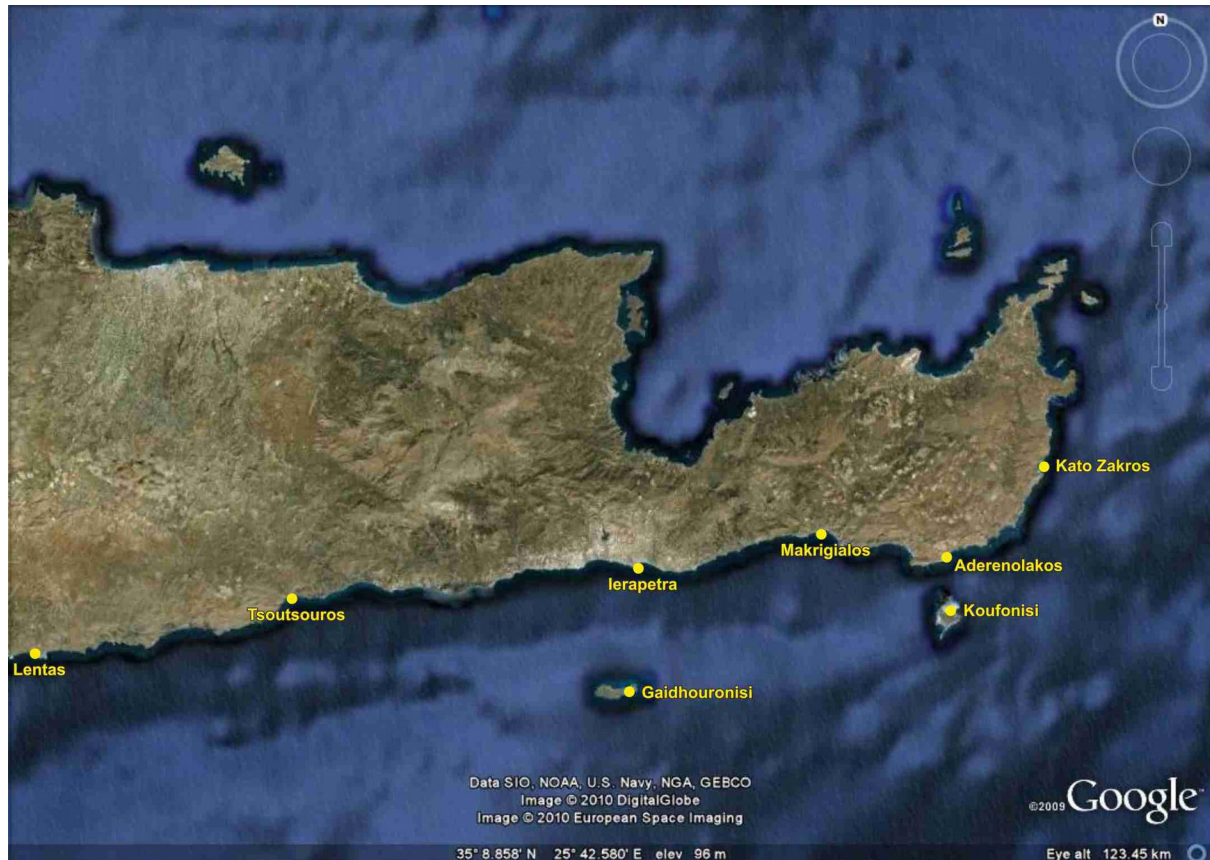 N
Kato Zakros
Makrigialos
Aderenolakos
Ierapetra
Koufonisi
Tsoutsouros
Lentas
Gaidhouronisi
Data SIO, NOAA, U.S. Navy, NGA, GEBCO
Image © 2010 DigitalGlobe
Image © 2010 European Space Imaging
©2009 Google
35° 8.858' N 25° 42.580' E elev 96 m
Eye alt 123.45 km